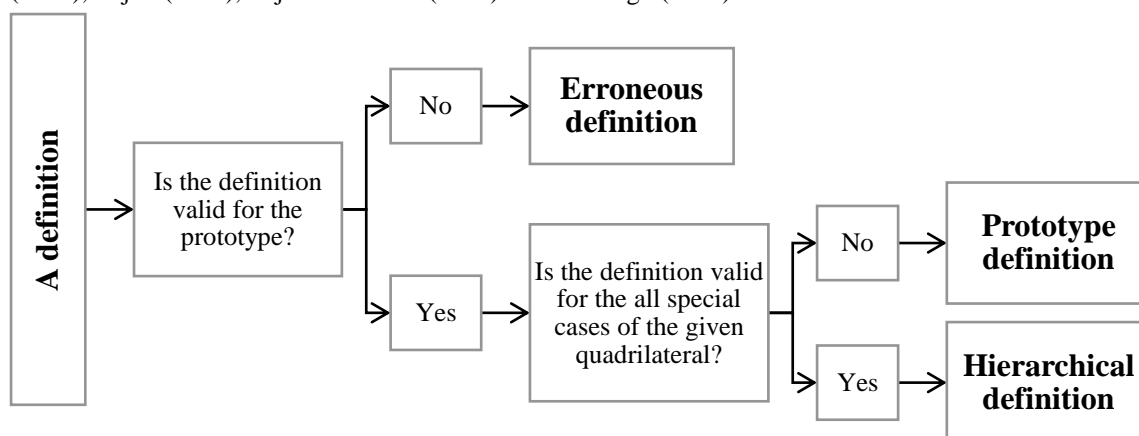 A definition
Is the definition
valid for the
prototype?
No
Erroneous
definition
Yes
Is the definition valid
for the all special
cases of the given
quadrilateral?
No
Prototype
definition
Yes
Hierarchical
definition